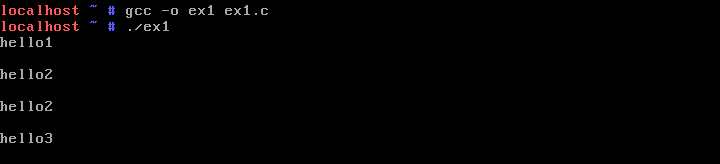 localhost ~ # gcc -o ex1 ex1.c
localhost ~ # ./ex1
hello1
hello2
hello2
hello3